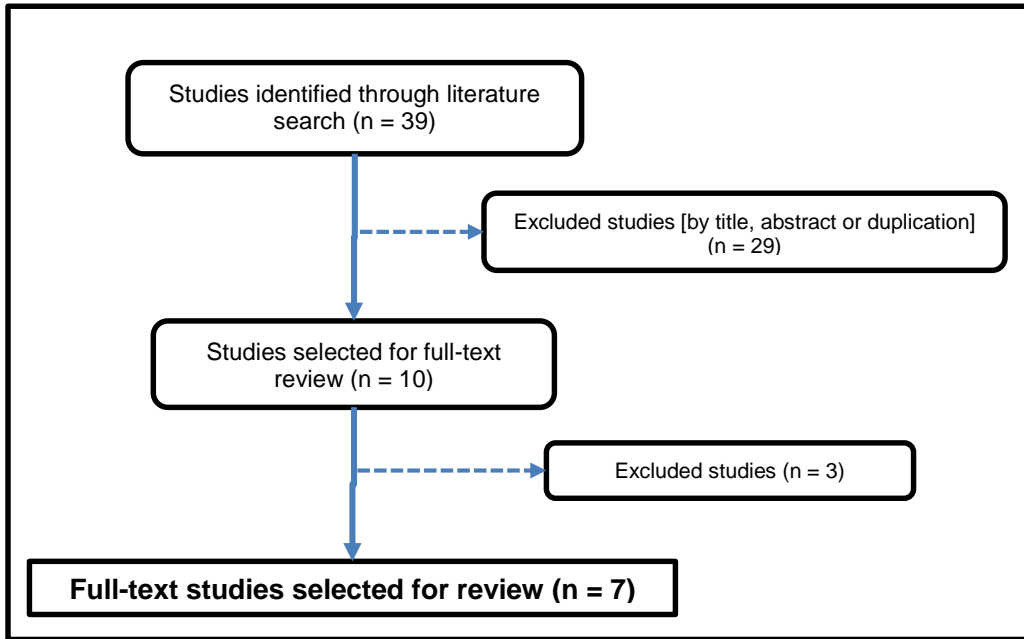 Studies identified through literature
search (n = 39)
Excluded studies [by title, abstract or duplication]
(n = 29)
Studies selected for full-text
review (n = 10)
Excluded studies (n = 3)
Full-text studies selected for review (n = 7)